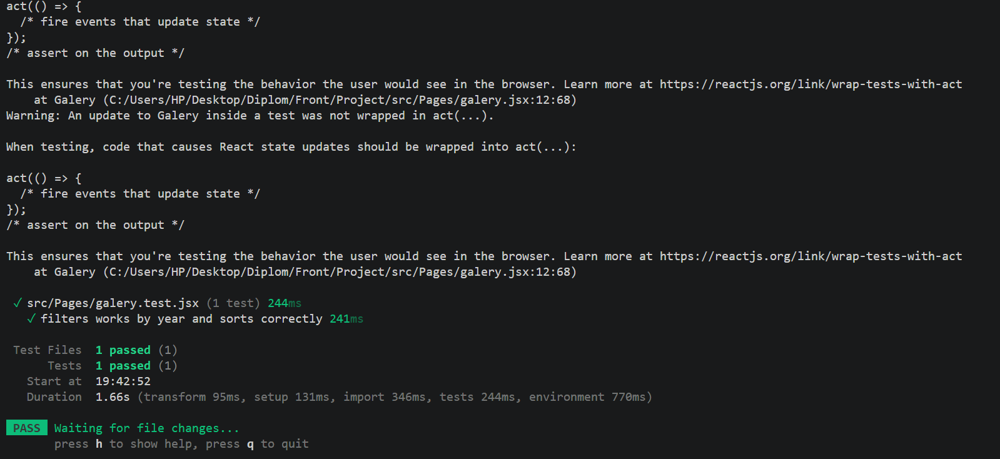 act(() => {
  /* fire events that update state */
});
/* assert on the output */

This ensures that you're testing the behavior the user would see in the browser. Learn more at https://reactjs.org/link/wrap-tests-with-act
    at Galery (C:/Users/HP/Desktop/Diplom/Front/Project/src/Pages/galery.jsx:12:68)
Warning: An update to Galery inside a test was not wrapped in act(...).

When testing, code that causes React state updates should be wrapped into act(...):

act(() => {
  /* fire events that update state */
});
/* assert on the output */

This ensures that you're testing the behavior the user would see in the browser. Learn more at https://reactjs.org/link/wrap-tests-with-act
    at Galery (C:/Users/HP/Desktop/Diplom/Front/Project/src/Pages/galery.jsx:12:68)

 ✓ src/Pages/galery.test.jsx (1 test) 244ms
   ✓ filters works by year and sorts correctly 241ms

 Test Files  1 passed (1)
      Tests  1 passed (1)
   Start at  19:42:52
   Duration  1.66s (transform 95ms, setup 131ms, import 346ms, tests 244ms, environment 770ms)

 PASS  Waiting for file changes...
       press h to show help, press q to quit